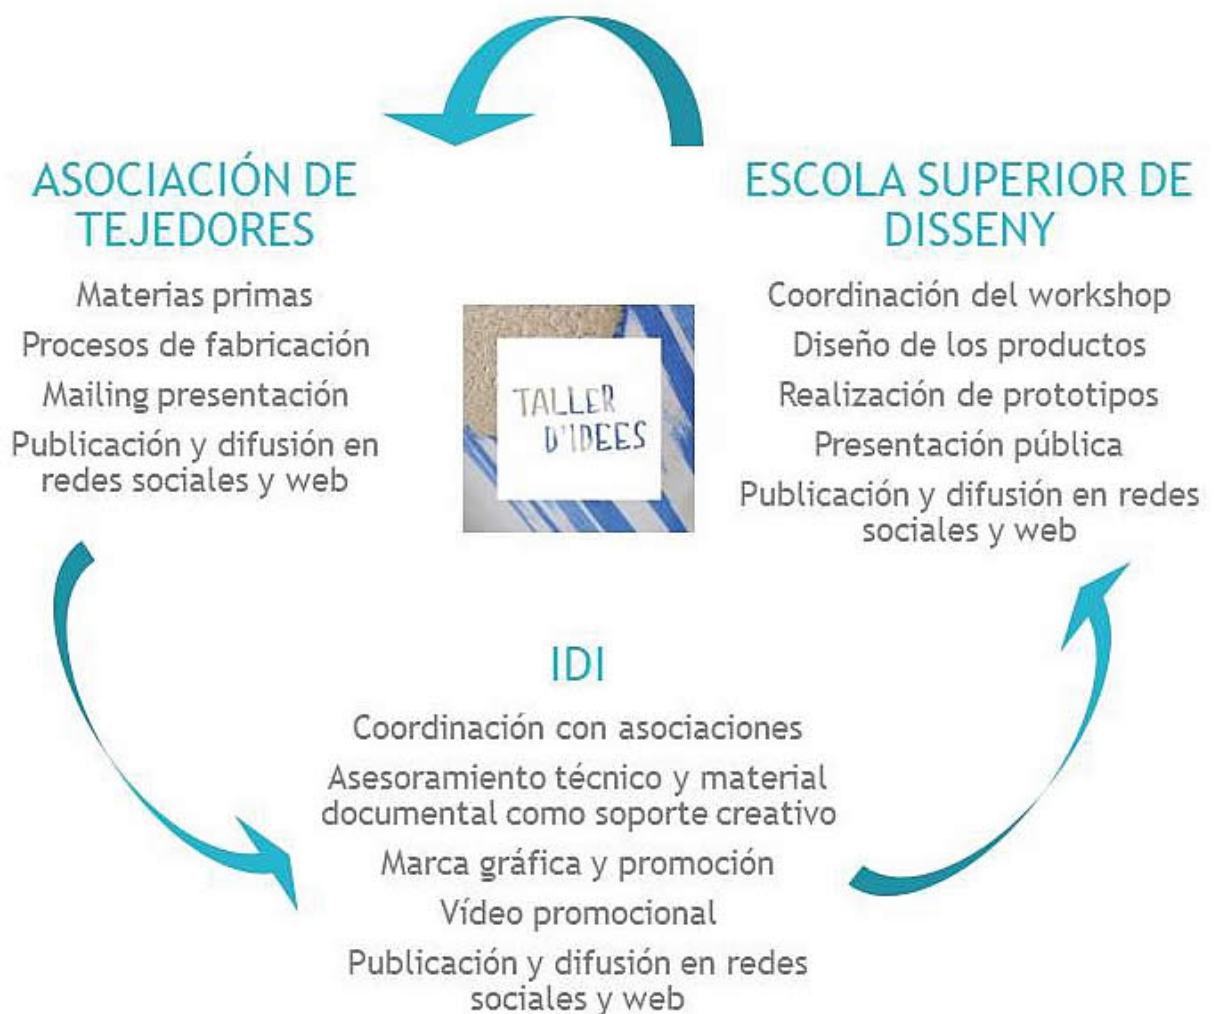 ASOCIACIÓN DE
TEJEDORES
Materias primas
Procesos de fabricación
Mailing presentación
Publicación y difusión en
redes sociales y web
TALLER
D'IDEES
ESCOLA SUPERIOR DE
DISSENY
Coordinación del workshop
Diseño de los productos
Realización de prototipos
Presentación pública
Publicación y difusión en redes
sociales y web
IDI
Coordinación con asociaciones
Asesoramiento técnico y material
documental como soporte creativo
Marca gráfica y promoción
Vídeo promocional
Publicación y difusión en redes
sociales y web